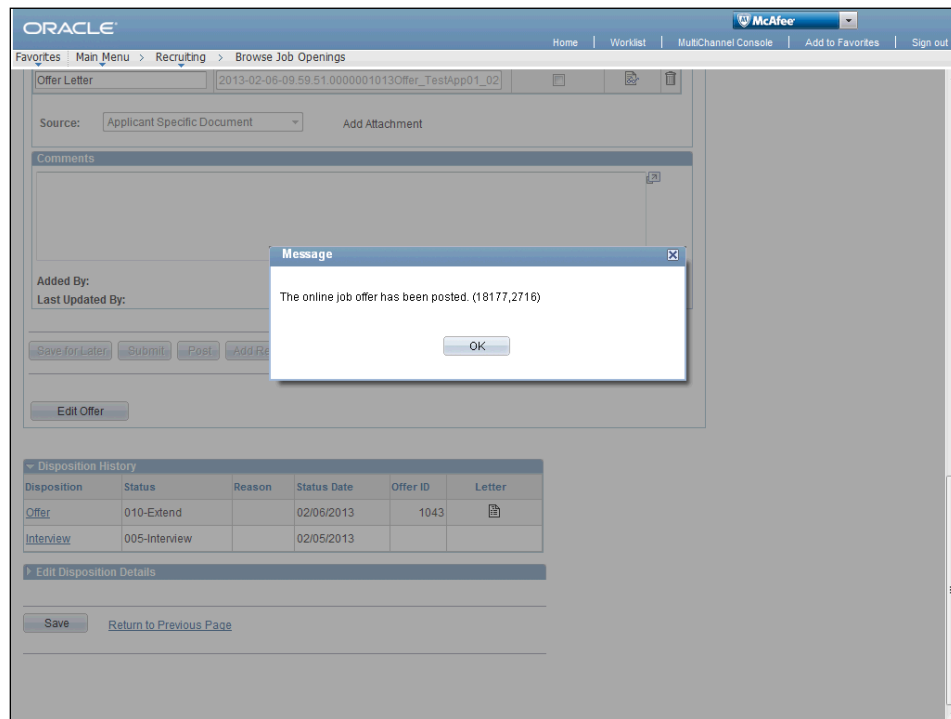 ORACLE
McAfee
Home | Worklist | MultiChannel Console | Add to Favorites | Sign out
Favorites Main Menu > Recruiting > Browse Job Openings
Offer Letter 2013-02-06-09.59.51.0000001013Offer_TestApp01_02
Source: Applicant Specific Document Add Attachment
Comments
Message
The online job offer has been posted. (18177,2716)
OK
Added By:
Last Updated By:
Save for Later Submit Post Add Re
Edit Offer
Disposition History
Disposition Status Reason Status Date Offer ID Letter
Offer 010-Extend 02/06/2013 1043
Interview 005-Interview 02/05/2013
Edit Disposition Details
Save Return to Previous Page